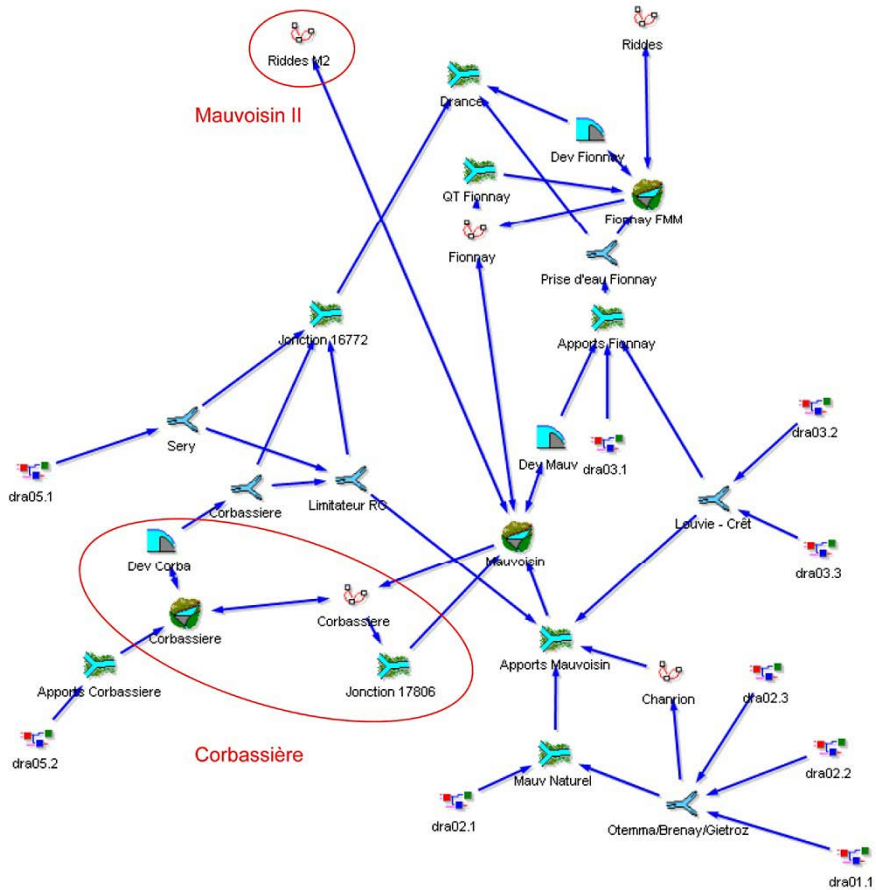 Riddes
Riddes M2
Drance
Mauvoisin II
Dev Fionnay
QT Fionnay
Fionnay FMM
Fionnay
Prise d'eau Fionnay
Jonction 16772
Apports Fionnay
dra03.2
Sery
Dev Mauv
dra03.1
dra05.1
Corbassiere
Limitateur RG
Louvie - Crêt
Dev Corba
Mauvoisin
dra03.3
Corbassiere
Corbassiere
Apports Corbassiere
Jonction 17806
Apports Mauvoisin
Chanrion
dra02.3
Corbassière
dra05.2
dra02.2
Mauv Naturel
dra02.1
Otemma/Brenay/Gietroz
dra01.1